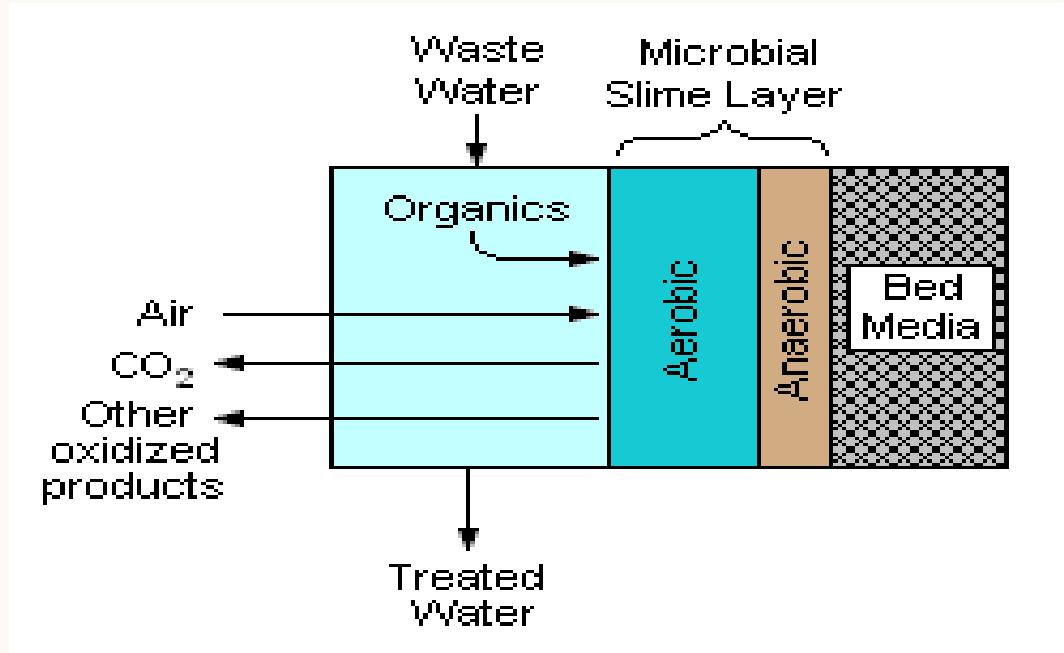 Waste
Water
Microbial
Slime Layer
Organics
Air
CO₂
Other
oxidized
products
Aerobic
Anaerobic
Bed
Media
Treated
Water